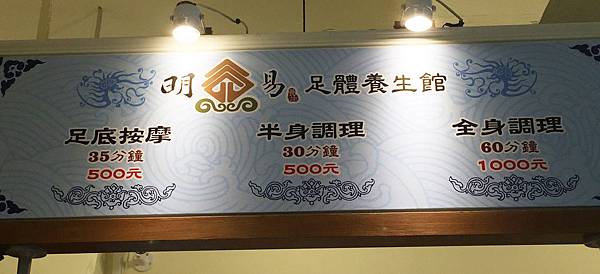 明易足體養生館
足底按摩
35分鐘
500元
半身調理
30分鐘
500元
全身調理
60分鐘
1000元